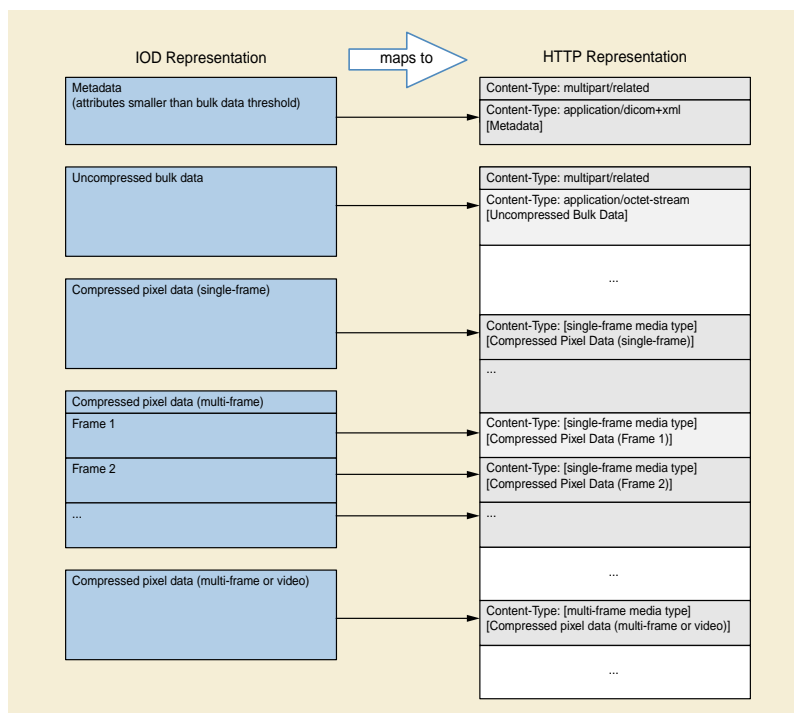 IOD Representation
maps to
HTTP Representation
Metadata
(attributes smaller than bulk data threshold)
Content-Type: multipart/related
Content-Type: application/dicom+xml
[Metadata]
Uncompressed bulk data
Content-Type: multipart/related
Content-Type: application/octet-stream
[Uncompressed Bulk Data]
...
Compressed pixel data (single-frame)
Content-Type: [single-frame media type]
[Compressed Pixel Data (single-frame)]
...
Compressed pixel data (multi-frame)
Frame 1
Content-Type: [single-frame media type]
[Compressed Pixel Data (Frame 1)]
Frame 2
Content-Type: [single-frame media type]
[Compressed Pixel Data (Frame 2)]
...
...
...
Compressed pixel data (multi-frame or video)
Content-Type: [multi-frame media type]
[Compressed pixel data (multi-frame or video)]
...